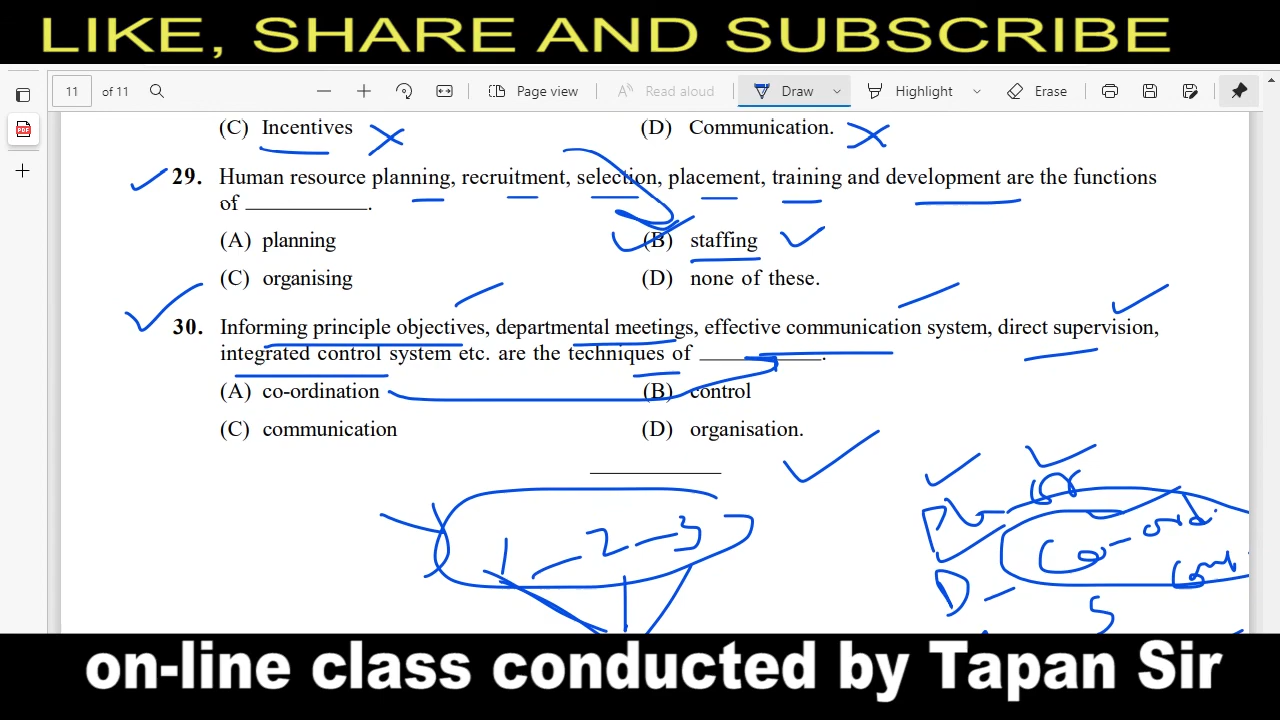 LIKE, SHARE AND SUBSCRIBE
11 of 11 Page view Read aloud Draw Highlight Erase
(C) Incentives (D) Communication.
29. Human resource planning, recruitment, selection, placement, training and development are the functions
of ____________.
(A) planning (B) staffing
(C) organising (D) none of these.
30. Informing principle objectives, departmental meetings, effective communication system, direct supervision,
integrated control system etc. are the techniques of ____________.
(A) co-ordination (B) control
(C) communication (D) organisation.
1 - 2 - 3
D
S
on-line class conducted by Tapan Sir